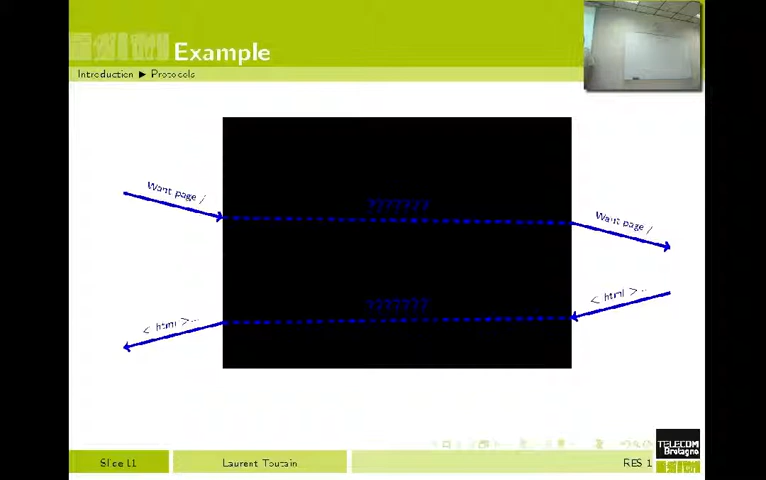 Example
Introduction ▶ Protocols
Want page /
???????
Want page /
< html >...
???????
< html >...
TELECOM
Bretagne
Slide 11
Laurent Toutain
RES 1